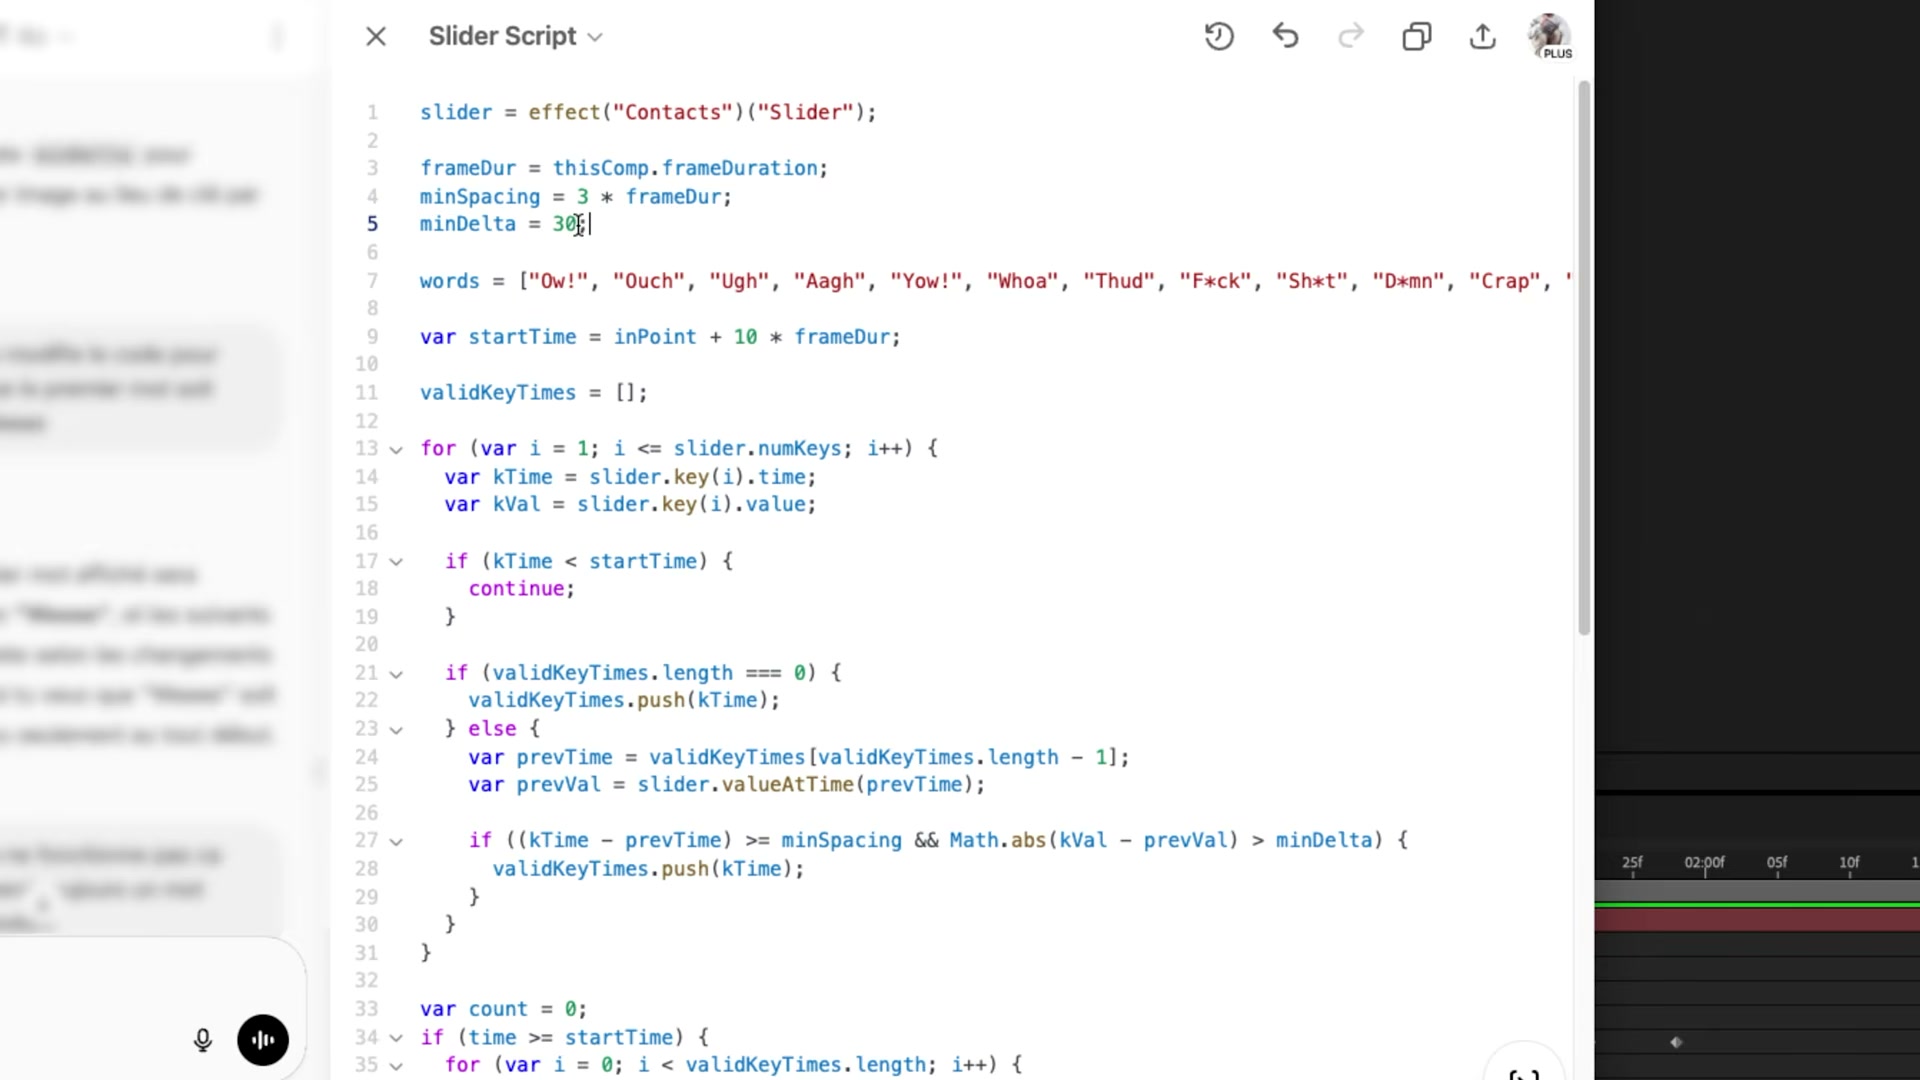 Slider Script
PLUS
1 slider = effect("Contacts")("Slider");
2
3 frameDur = thisComp.frameDuration;
4 minSpacing = 3 * frameDur;
5 minDelta = 30;
6
7 words = ["Ow!", "Ouch", "Ugh", "Aagh", "Yow!", "Whoa", "Thud", "F*ck", "Sh*t", "D*mn", "Crap", "
8
9 var startTime = inPoint + 10 * frameDur;
10
11 validKeyTimes = [];
12
13 for (var i = 1; i <= slider.numKeys; i++) {
14 var kTime = slider.key(i).time;
15 var kVal = slider.key(i).value;
16
17 if (kTime < startTime) {
18 continue;
19 }
20
21 if (validKeyTimes.length === 0) {
22 validKeyTimes.push(kTime);
23 } else {
24 var prevTime = validKeyTimes[validKeyTimes.length - 1];
25 var prevVal = slider.valueAtTime(prevTime);
26
27 if ((kTime - prevTime) >= minSpacing && Math.abs(kVal - prevVal) > minDelta) {
28 validKeyTimes.push(kTime);
29 }
30 }
31 }
32
33 var count = 0;
34 if (time >= startTime) {
35 for (var i = 0; i < validKeyTimes.length; i++) {
25f 02:00f 05f 10f